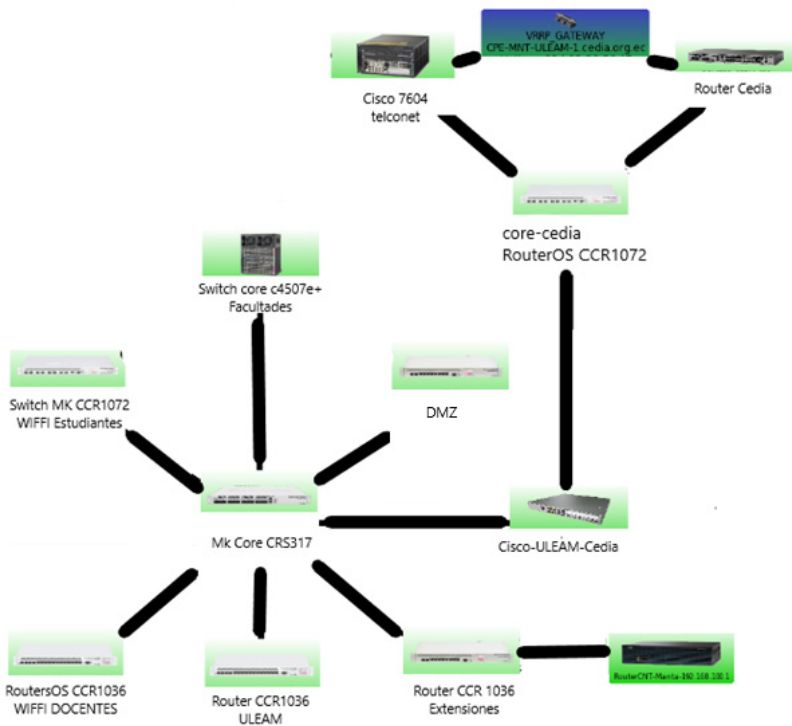 VRRP_GATEWAY
CPE-MNT-ULEAM-1.cedia.org.ec
Cisco 7604
telconet
Router Cedia
core-cedia
RouterOS CCR1072
Switch core c4507e+
Facultades
Switch MK CCR1072
WIFFI Estudiantes
DMZ
Mk Core CRS317
Cisco-ULEAM-Cedia
RoutersOS CCR1036
WIFFI DOCENTES
Router CCR1036
ULEAM
Router CCR 1036
Extensiones
RouterCNT-Manta-192.168.100.1